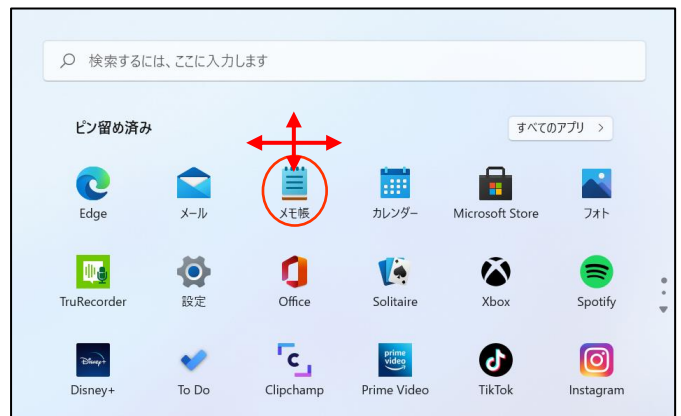 検索するには、ここに入力します
ピン留め済み
すべてのアプリ >
Edge
メール
メモ帳
カレンダー
Microsoft Store
フォト
TruRecorder
設定
Office
Solitaire
Xbox
Spotify
Disney+
prime video
Disney+
To Do
Clipchamp
Prime Video
TikTok
Instagram